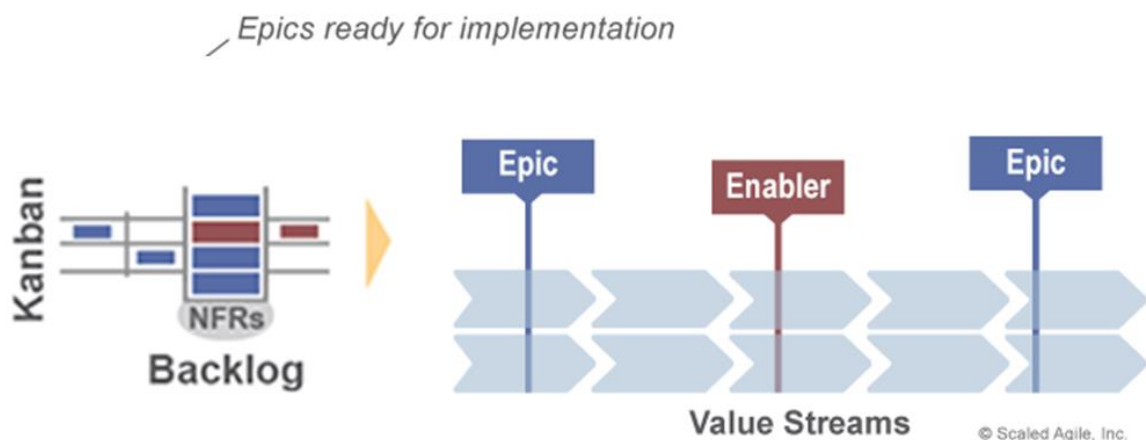 Epics ready for implementation
Epic
Enabler
Epic
Kanban
NFRs
Backlog
Value Streams
© Scaled Agile, Inc.